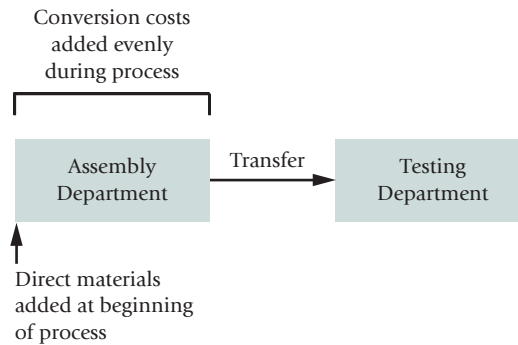 Conversion costs
added evenly
during process
Assembly
Department
Transfer
Testing
Department
Direct materials
added at beginning
of process